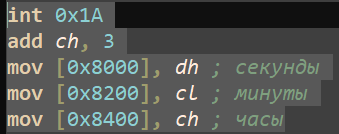 int 0x1A
add ch, 3
mov [0x8000], dh ; секунды
mov [0x8200], cl ; минуты
mov [0x8400], ch ; часы